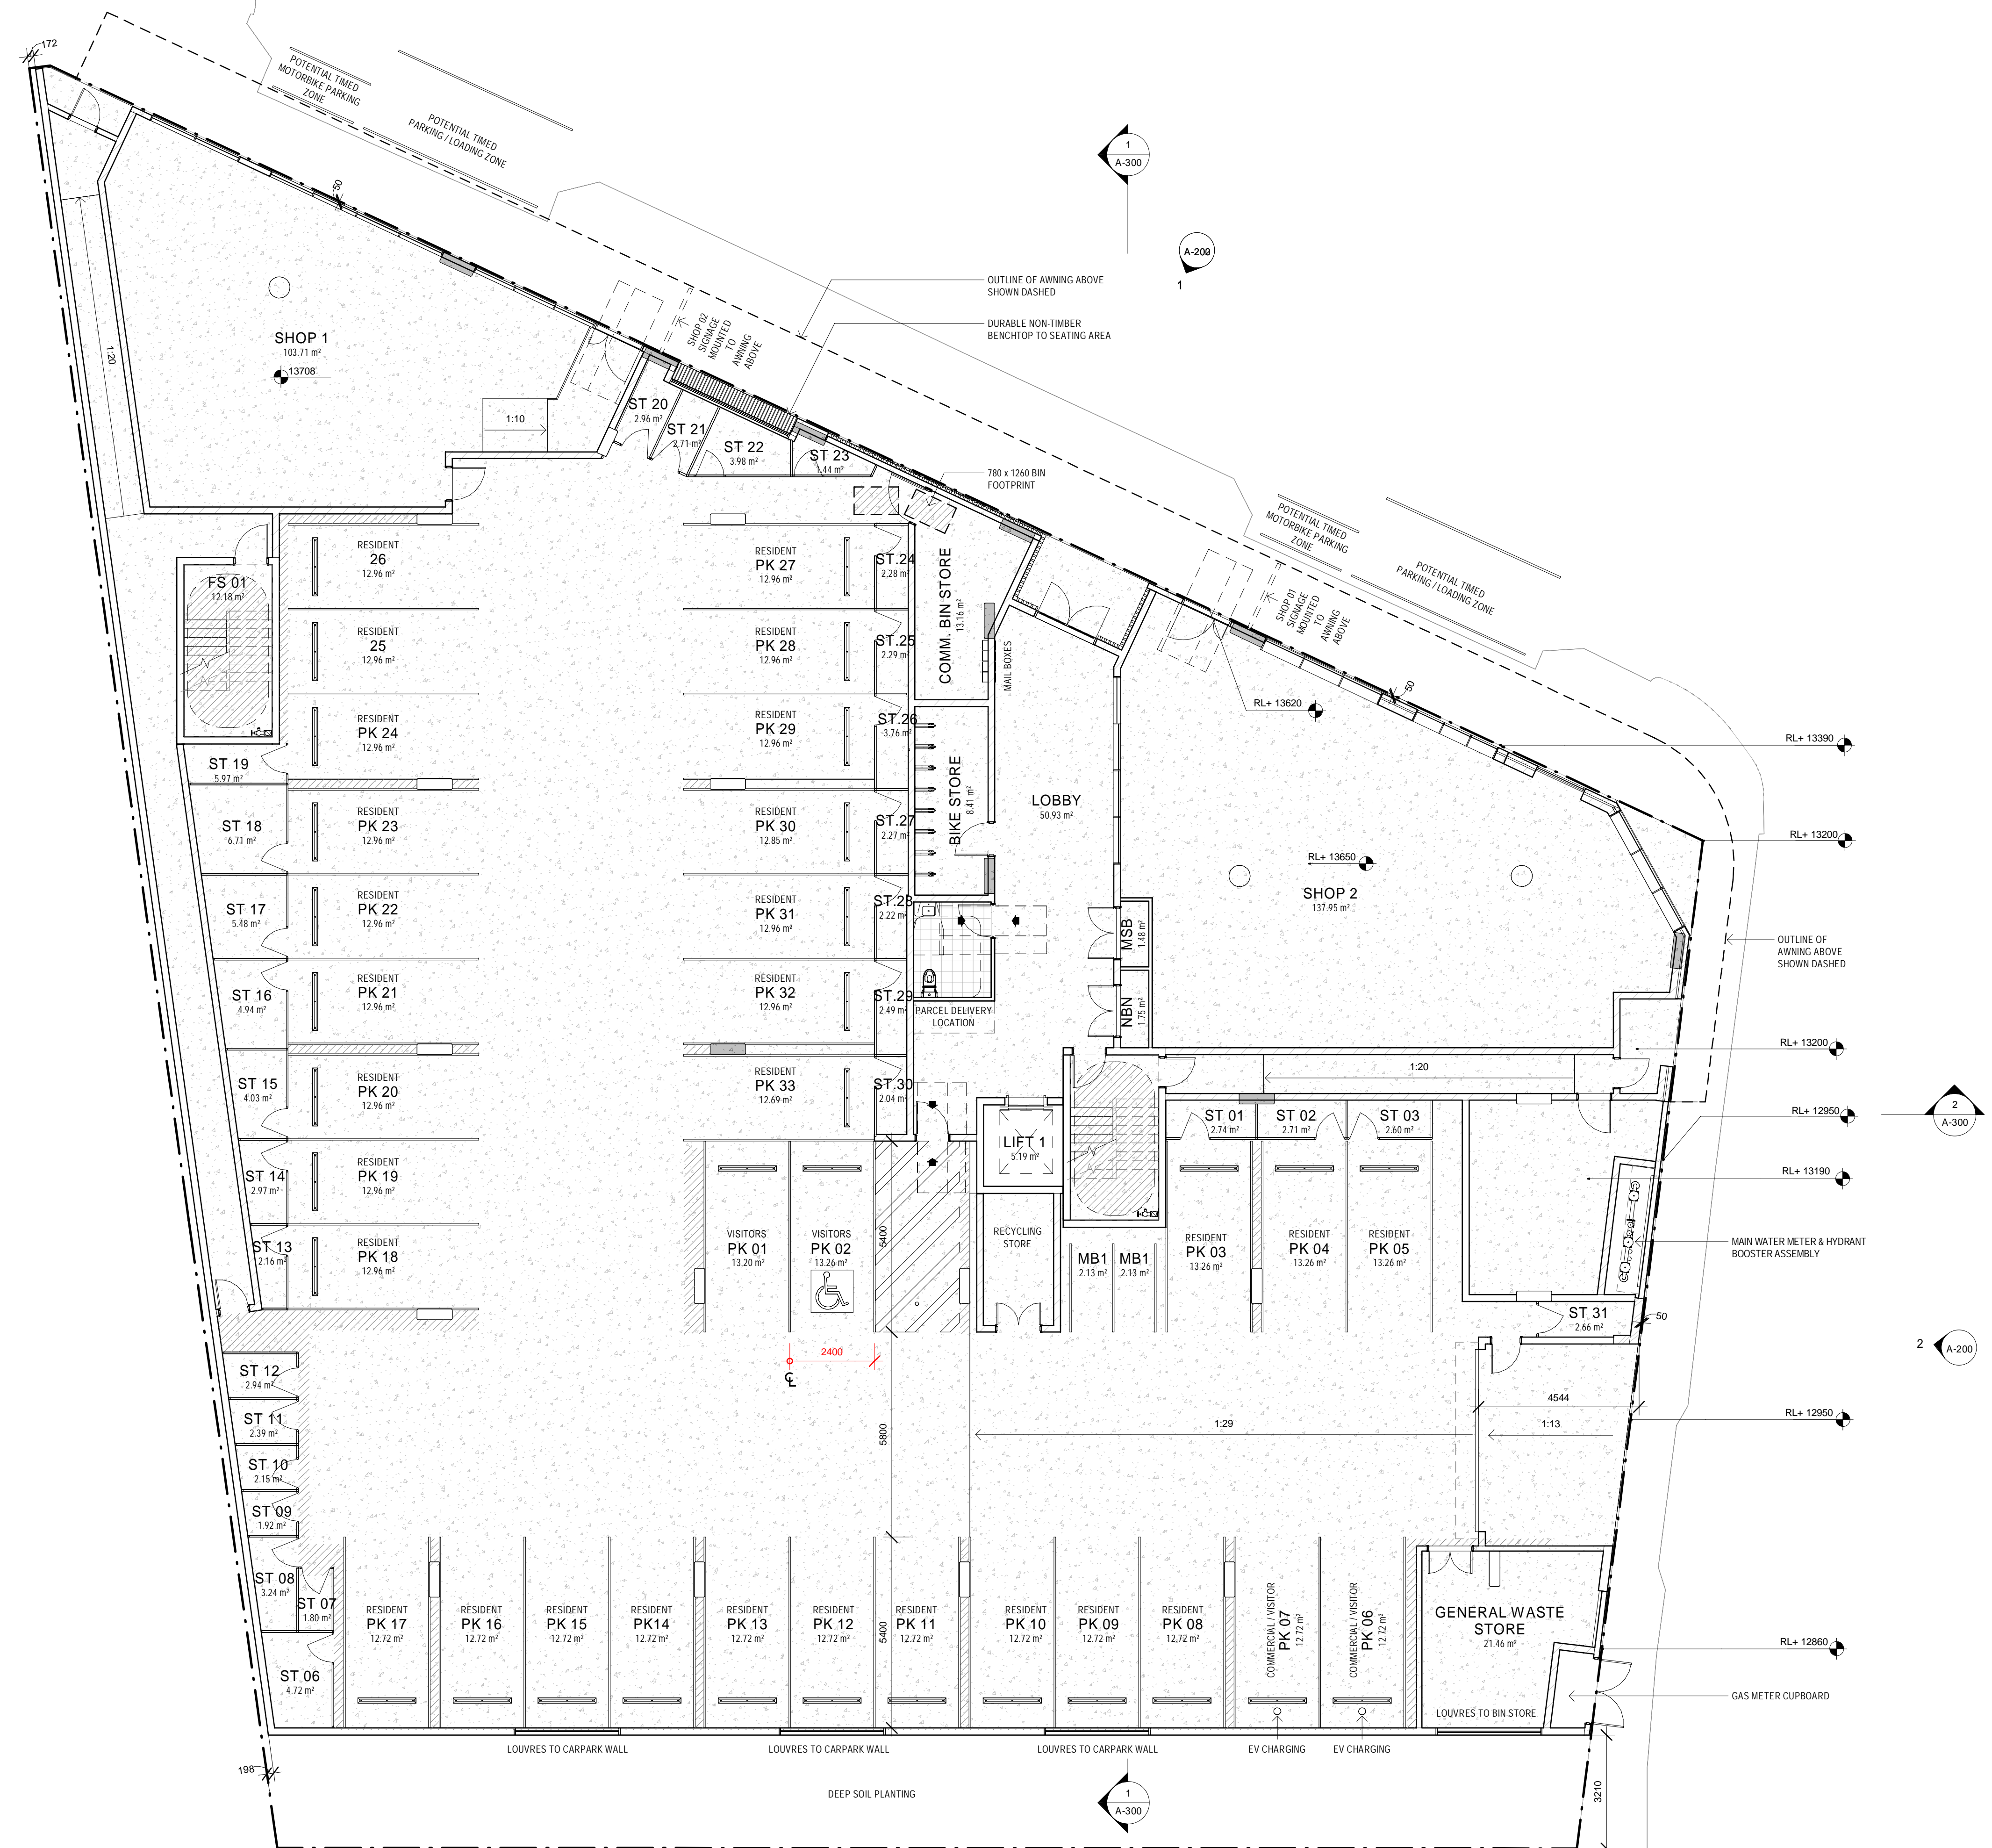 172
POTENTIAL TIMED
MOTORBIKE PARKING
ZONE
POTENTIAL TIMED
PARKING / LOADING ZONE
1
A-300
50
1
OUTLINE OF AWNING ABOVE
SHOWN DASHED
DURABLE NON-TIMBER
BENCHTOP TO SEATING AREA
SHOP 02
SIGNAGE
MOUNTED
TO
AWNING
ABOVE
SHOP 1
103.71 m²
13708
1:20
1:10
ST 20
2.96 m²
ST 21
2.71 m²
ST 22
3.98 m²
ST 23
1.44 m²
780 x 1260 BIN
FOOTPRINT
POTENTIAL TIMED
MOTORBIKE PARKING
ZONE
POTENTIAL TIMED
PARKING / LOADING ZONE
SHOP 01
SIGNAGE
MOUNTED
TO
AWNING
ABOVE
50
FS 01
12.18 m²
RESIDENT
26
12.96 m²
RESIDENT
25
12.96 m²
RESIDENT
PK 24
12.96 m²
RESIDENT
PK 23
12.96 m²
RESIDENT
PK 22
12.96 m²
RESIDENT
PK 21
12.96 m²
RESIDENT
PK 20
12.96 m²
RESIDENT
PK 19
12.96 m²
RESIDENT
PK 18
12.96 m²
RESIDENT
PK 27
12.96 m²
RESIDENT
PK 28
12.96 m²
RESIDENT
PK 29
12.96 m²
RESIDENT
PK 30
12.85 m²
RESIDENT
PK 31
12.96 m²
RESIDENT
PK 32
12.96 m²
RESIDENT
PK 33
12.69 m²
ST.24
2.28 m²
ST.25
2.29 m²
ST.26
3.76 m²
ST.27
2.27 m²
ST.28
2.22 m²
ST.29
2.49 m²
ST.30
2.04 m²
COMM. BIN STORE
13.16 m²
MAIL BOXES
BIKE STORE
8.41 m²
LOBBY
50.93 m²
PARCEL DELIVERY
LOCATION
MSB
1.48 m²
NBN
1.75 m²
RL+ 13620
RL+ 13650
SHOP 2
137.95 m²
RL+ 13390
RL+ 13200
OUTLINE OF
AWNING ABOVE
SHOWN DASHED
RL+ 13200
1:20
RL+ 12950
2
A-300
RL+ 13190
MAIN WATER METER & HYDRANT
BOOSTER ASSEMBLY
ST 19
5.97 m²
ST 18
6.71 m²
ST 17
5.48 m²
ST 16
4.94 m²
ST 15
4.03 m²
ST 14
2.97 m²
ST 13
2.16 m²
ST 12
2.94 m²
ST 11
2.39 m²
ST 10
2.15 m²
ST 09
1.92 m²
ST 08
3.24 m²
ST 07
1.80 m²
ST 06
4.72 m²
VISITORS
PK 01
13.20 m²
VISITORS
PK 02
13.26 m²
5400
LIFT 1
5.19 m²
RECYCLING
STORE
MB1
2.13 m²
MB1
2.13 m²
ST 01
2.74 m²
ST 02
2.71 m²
ST 03
2.60 m²
RESIDENT
PK 03
13.26 m²
RESIDENT
PK 04
13.26 m²
RESIDENT
PK 05
13.26 m²
ST 31
2.66 m²
50
2
A-200
2400
CL
5800
1:29
4544
1:13
RL+ 12950
RESIDENT
PK 17
12.72 m²
RESIDENT
PK 16
12.72 m²
RESIDENT
PK 15
12.72 m²
RESIDENT
PK14
12.72 m²
RESIDENT
PK 13
12.72 m²
RESIDENT
PK 12
12.72 m²
5400
RESIDENT
PK 11
12.72 m²
RESIDENT
PK 10
12.72 m²
RESIDENT
PK 09
12.72 m²
RESIDENT
PK 08
12.72 m²
COMMERCIAL / VISITOR
PK 07
12.72 m²
COMMERCIAL / VISITOR
PK 06
12.72 m²
GENERAL WASTE
STORE
21.46 m²
RL+ 12860
GAS METER CUPBOARD
LOUVRES TO BIN STORE
LOUVRES TO CARPARK WALL
LOUVRES TO CARPARK WALL
LOUVRES TO CARPARK WALL
EV CHARGING
EV CHARGING
198
DEEP SOIL PLANTING
1
A-300
3210